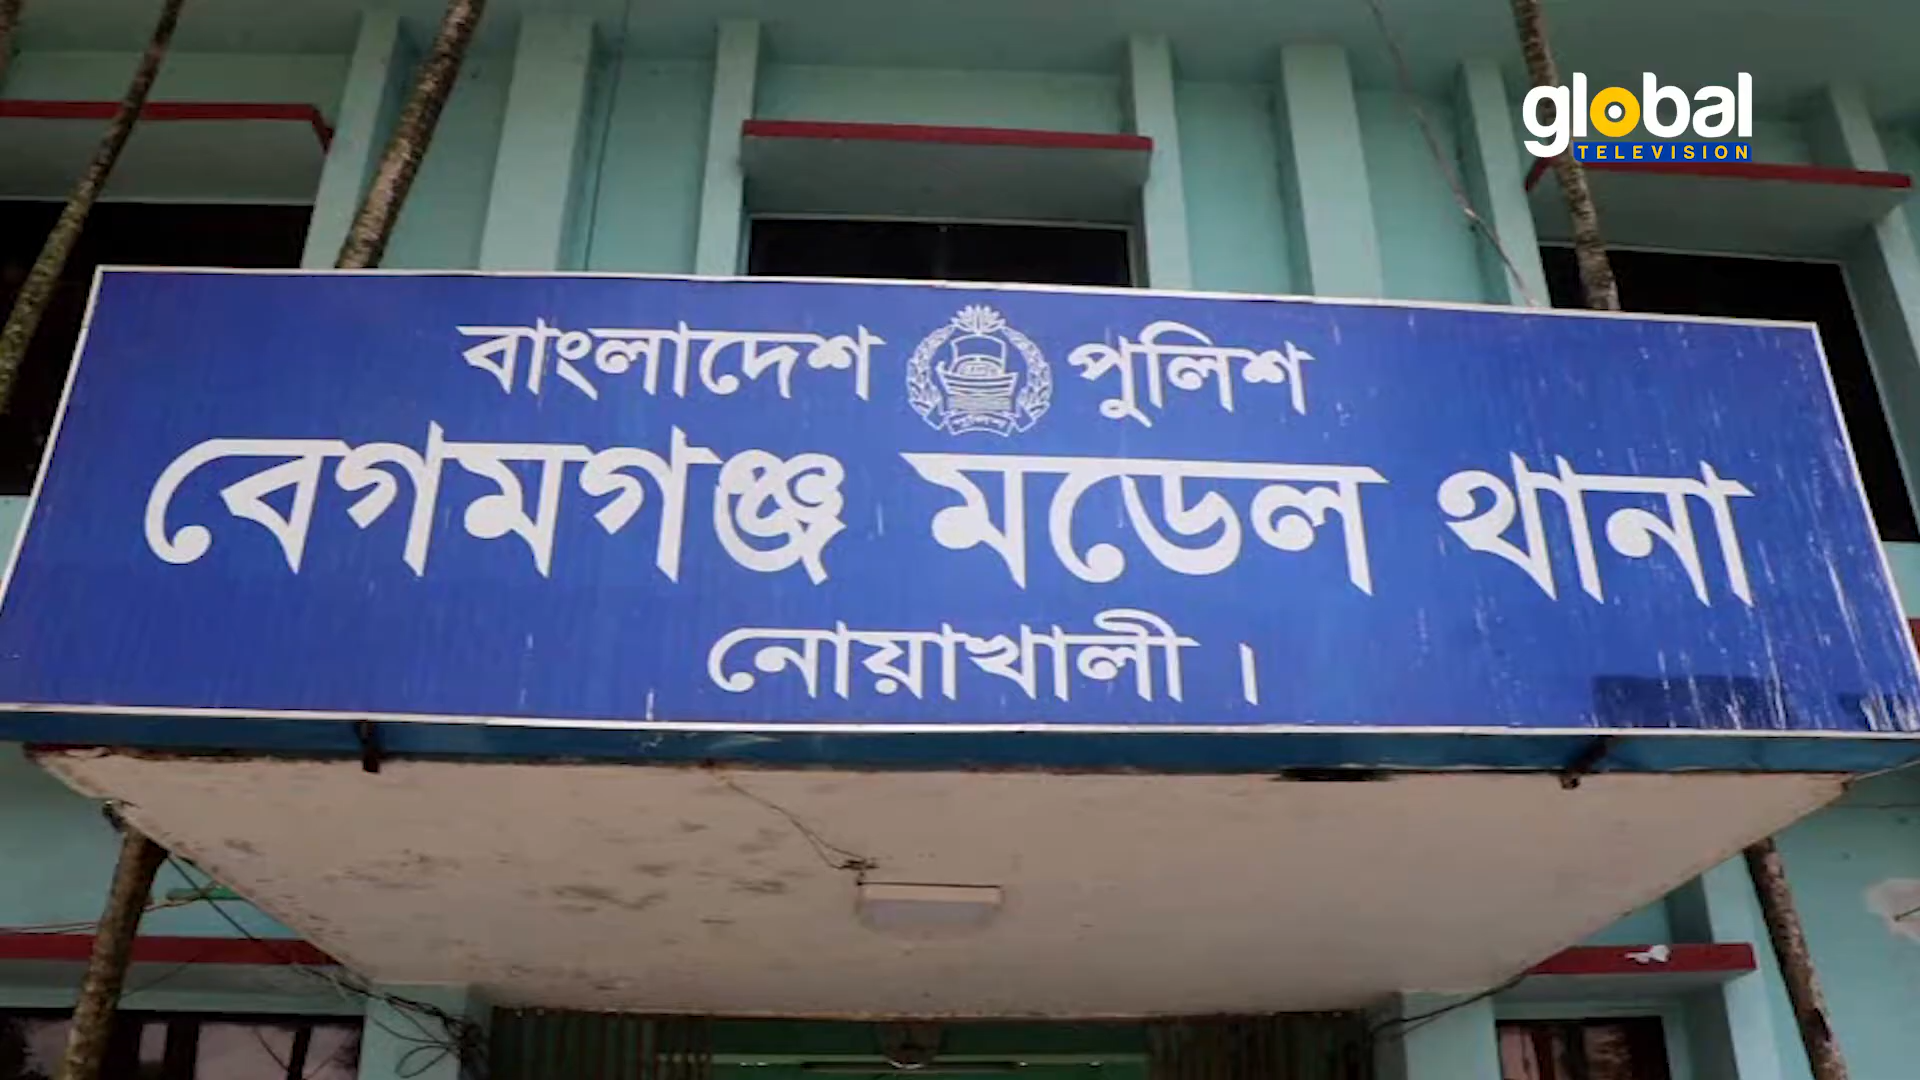 global
TELEVISION
বাংলাদেশ পুলিশ
পুলিশ
বেগমগঞ্জ মডেল থানা
নোয়াখালী।